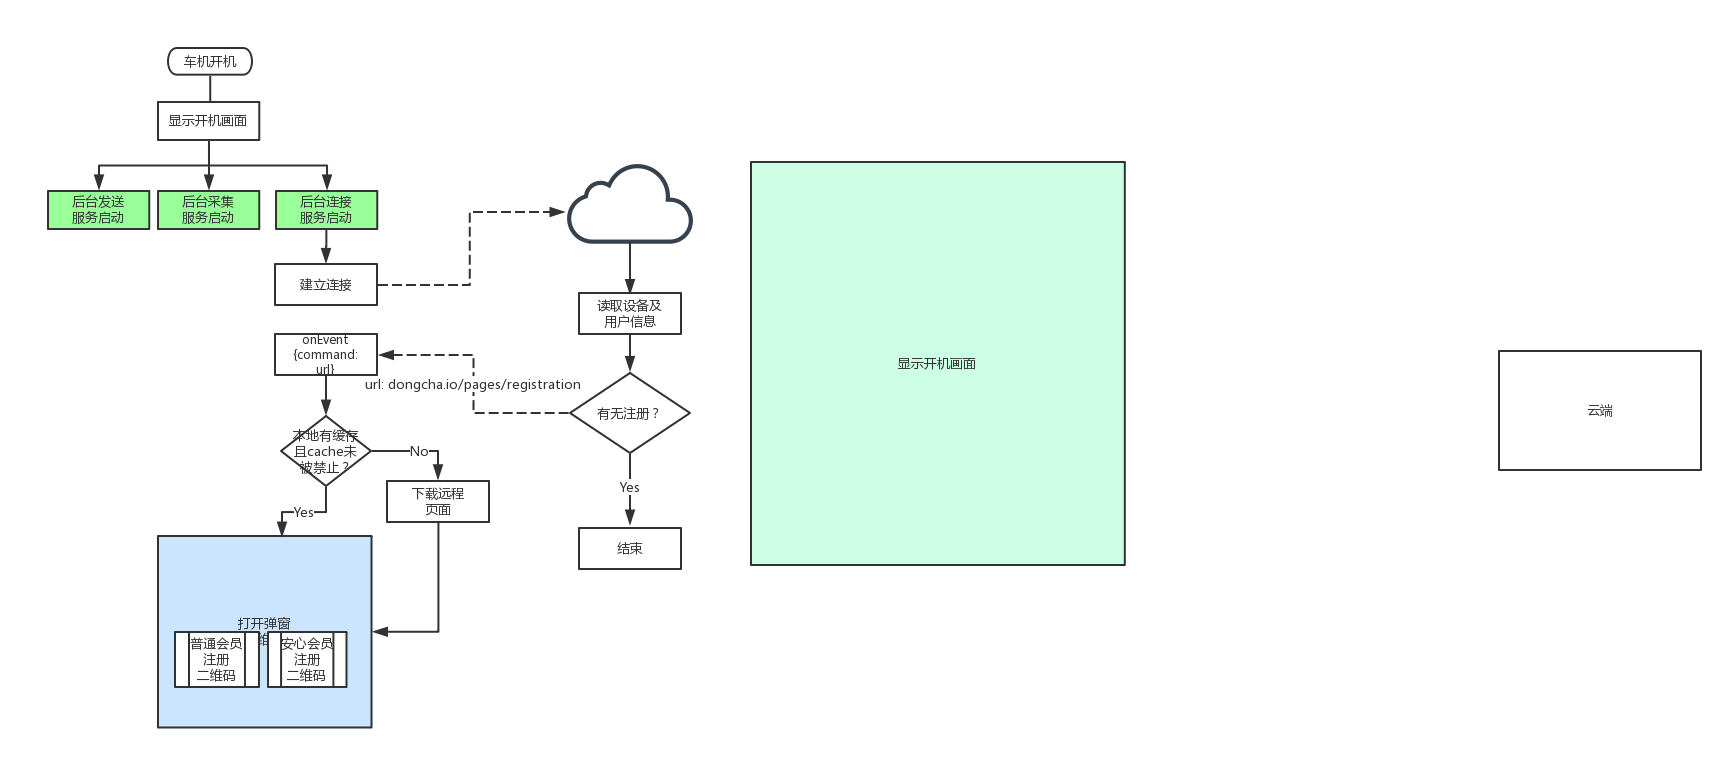 车机开机
显示开机画面
后台发送
服务启动
后台采集
服务启动
后台连接
服务启动
建立连接
读取设备及
用户信息
onEvent
{command:
url}
url: dongcha.io/pages/registration
有无注册？
本地有缓存
且cache未
被禁止？
No
下载远程
页面
Yes
Yes
结束
打开弹窗
维
普通会员
注册
二维码
安心会员
注册
二维码
显示开机画面
云端